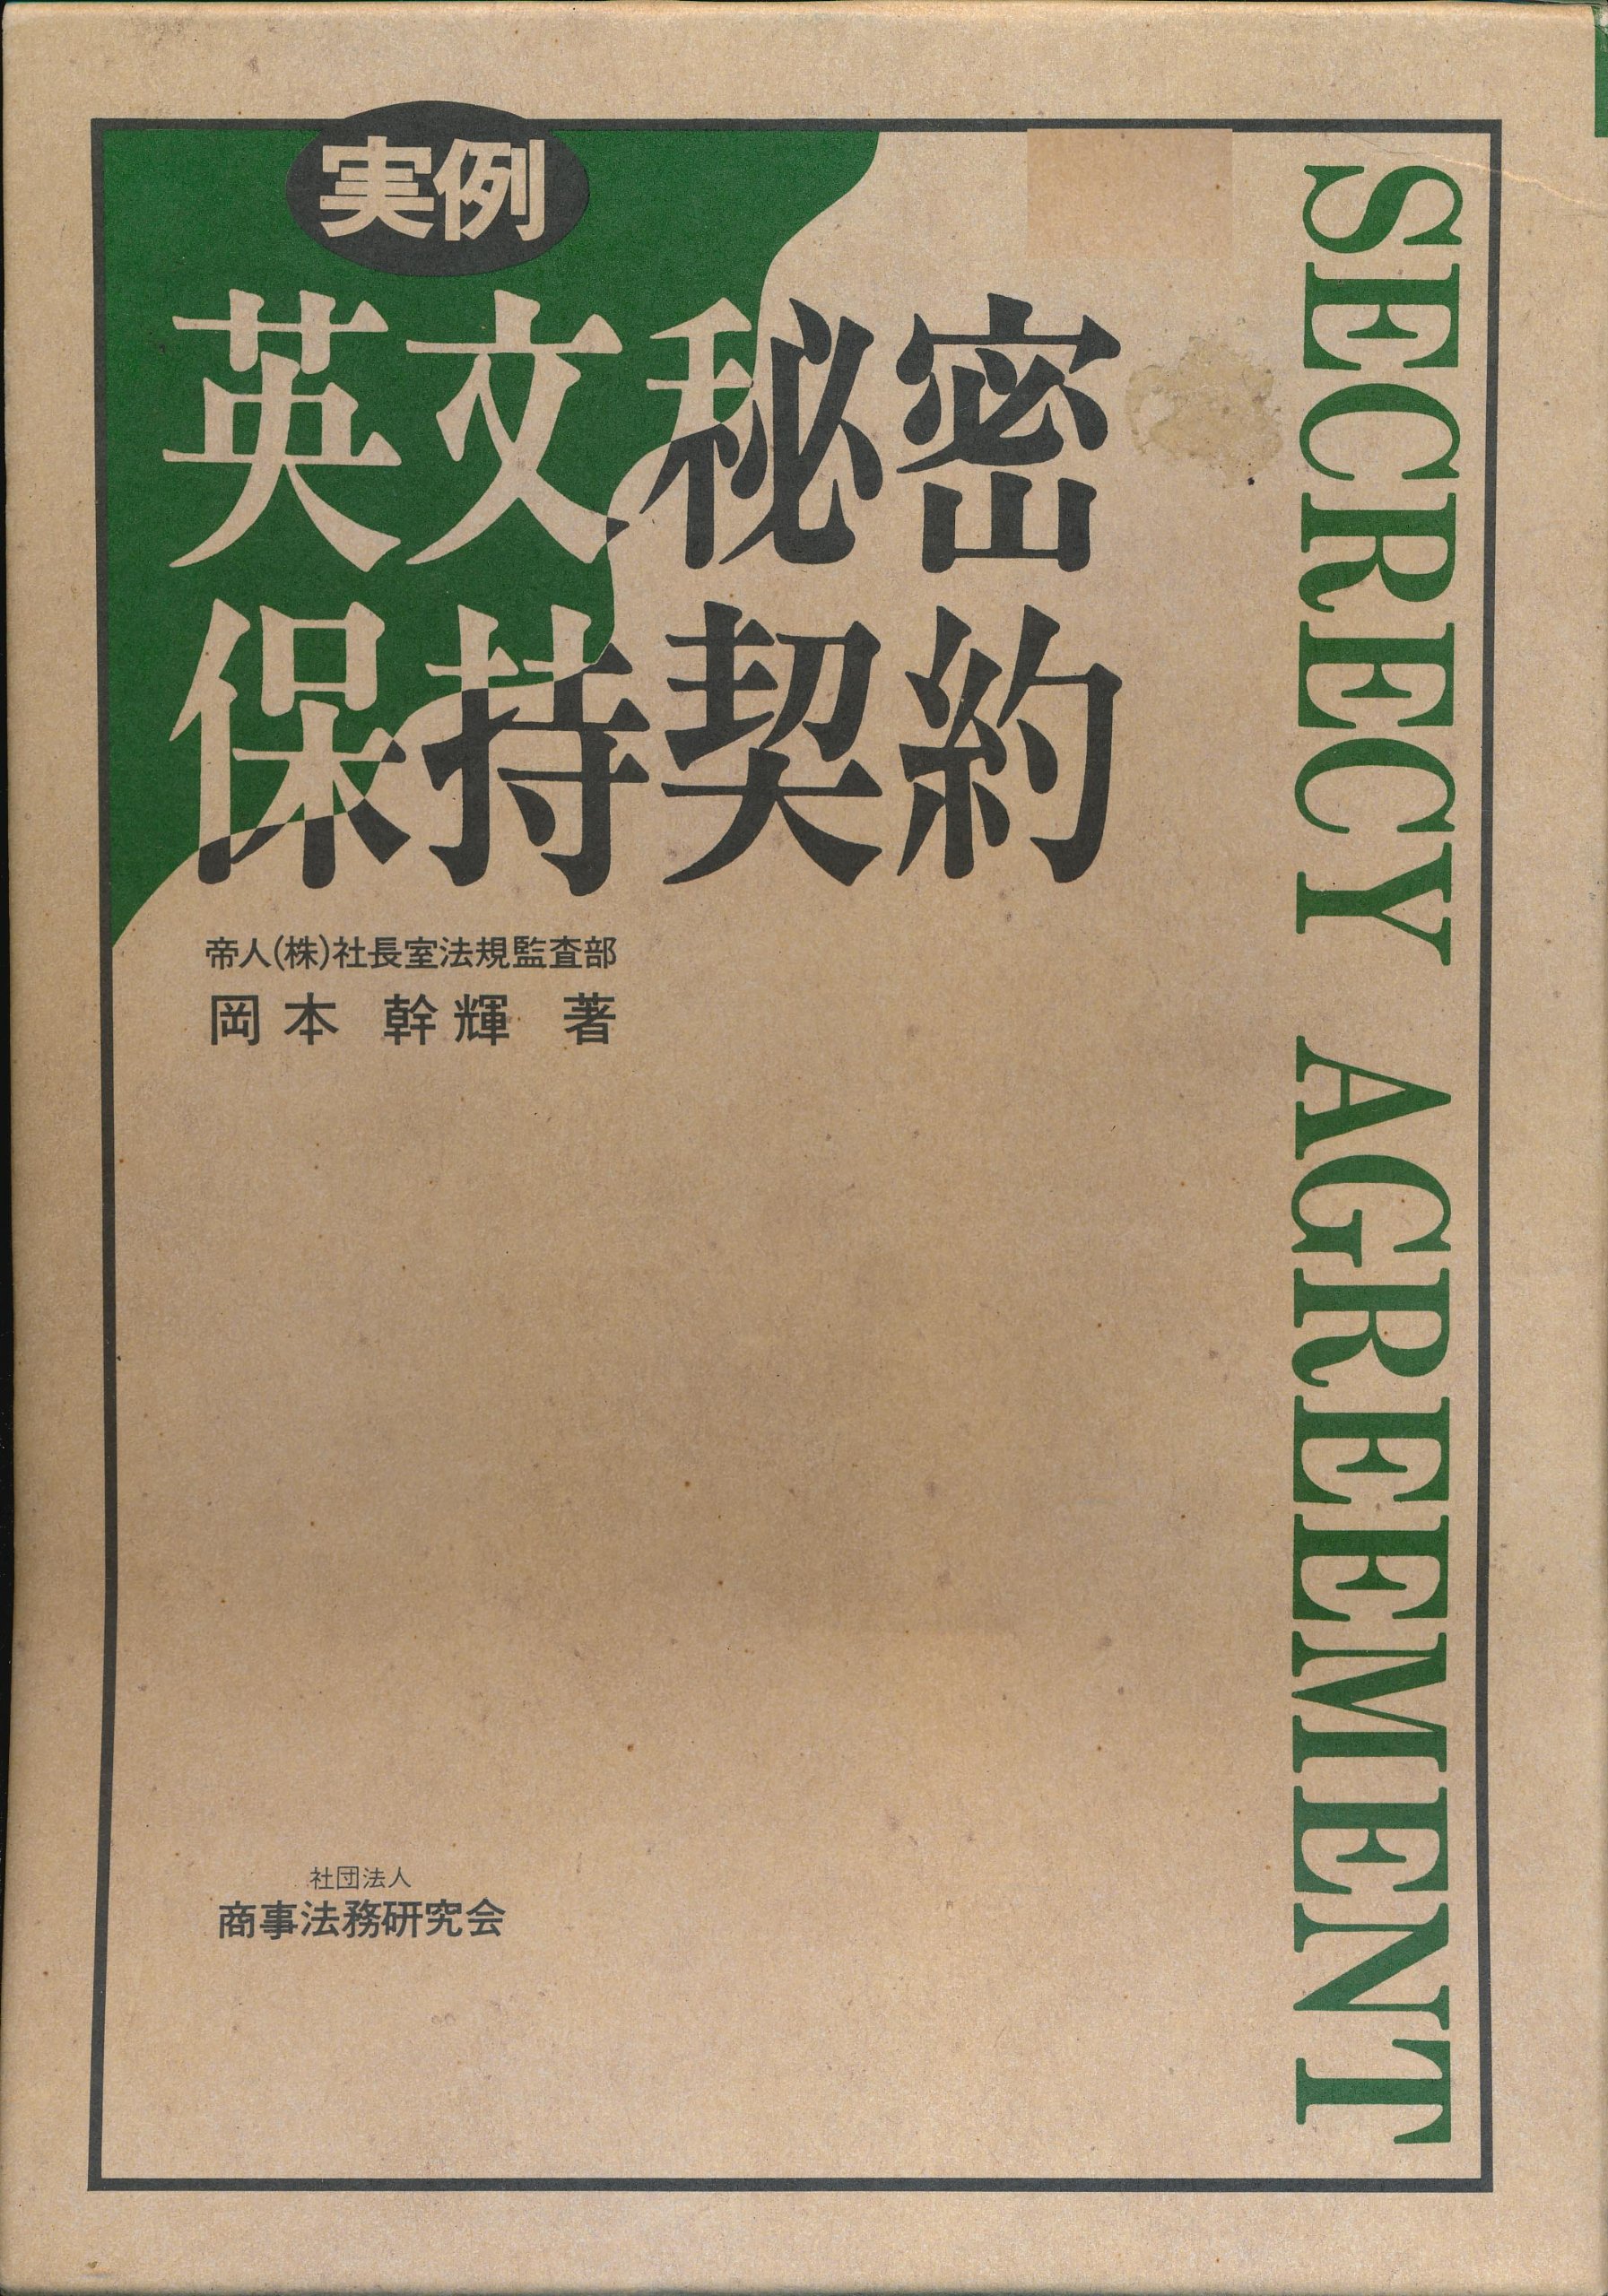 実例
英文秘密
保持契約
帝人(株)社長室法規監査部
岡本 幹輝 著
社団法人
商事法務研究会
SECRECY AGREEMENT